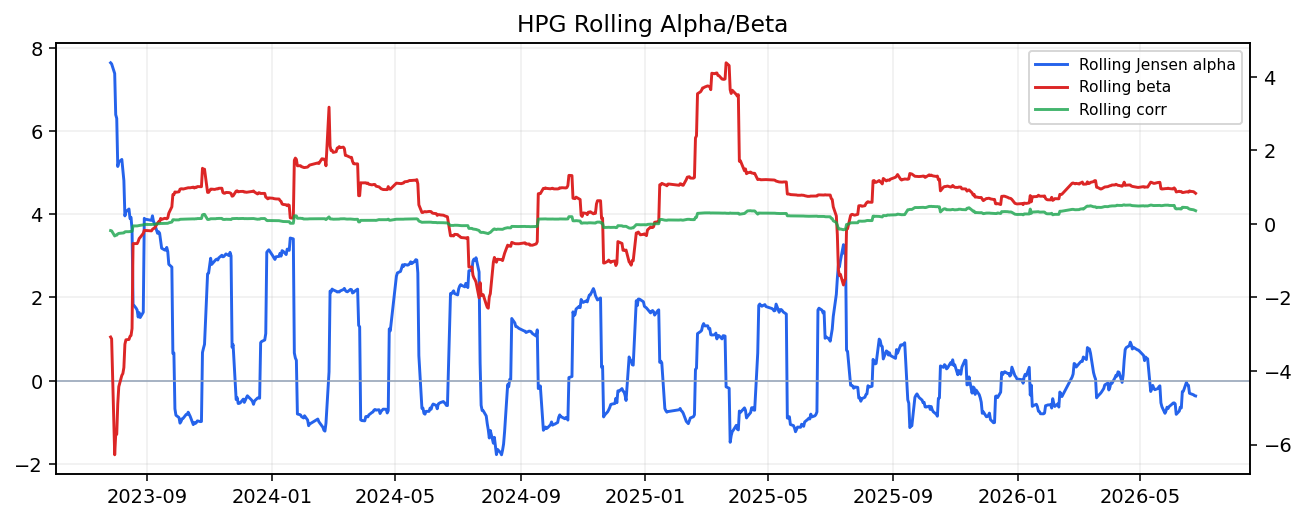 HPG Rolling Alpha/Beta
Rolling Jensen alpha
Rolling beta
Rolling corr
8
6
4
2
0
−2
4
2
0
−2
−4
−6
2023-09 2024-01 2024-05 2024-09 2025-01 2025-05 2025-09 2026-01 2026-05